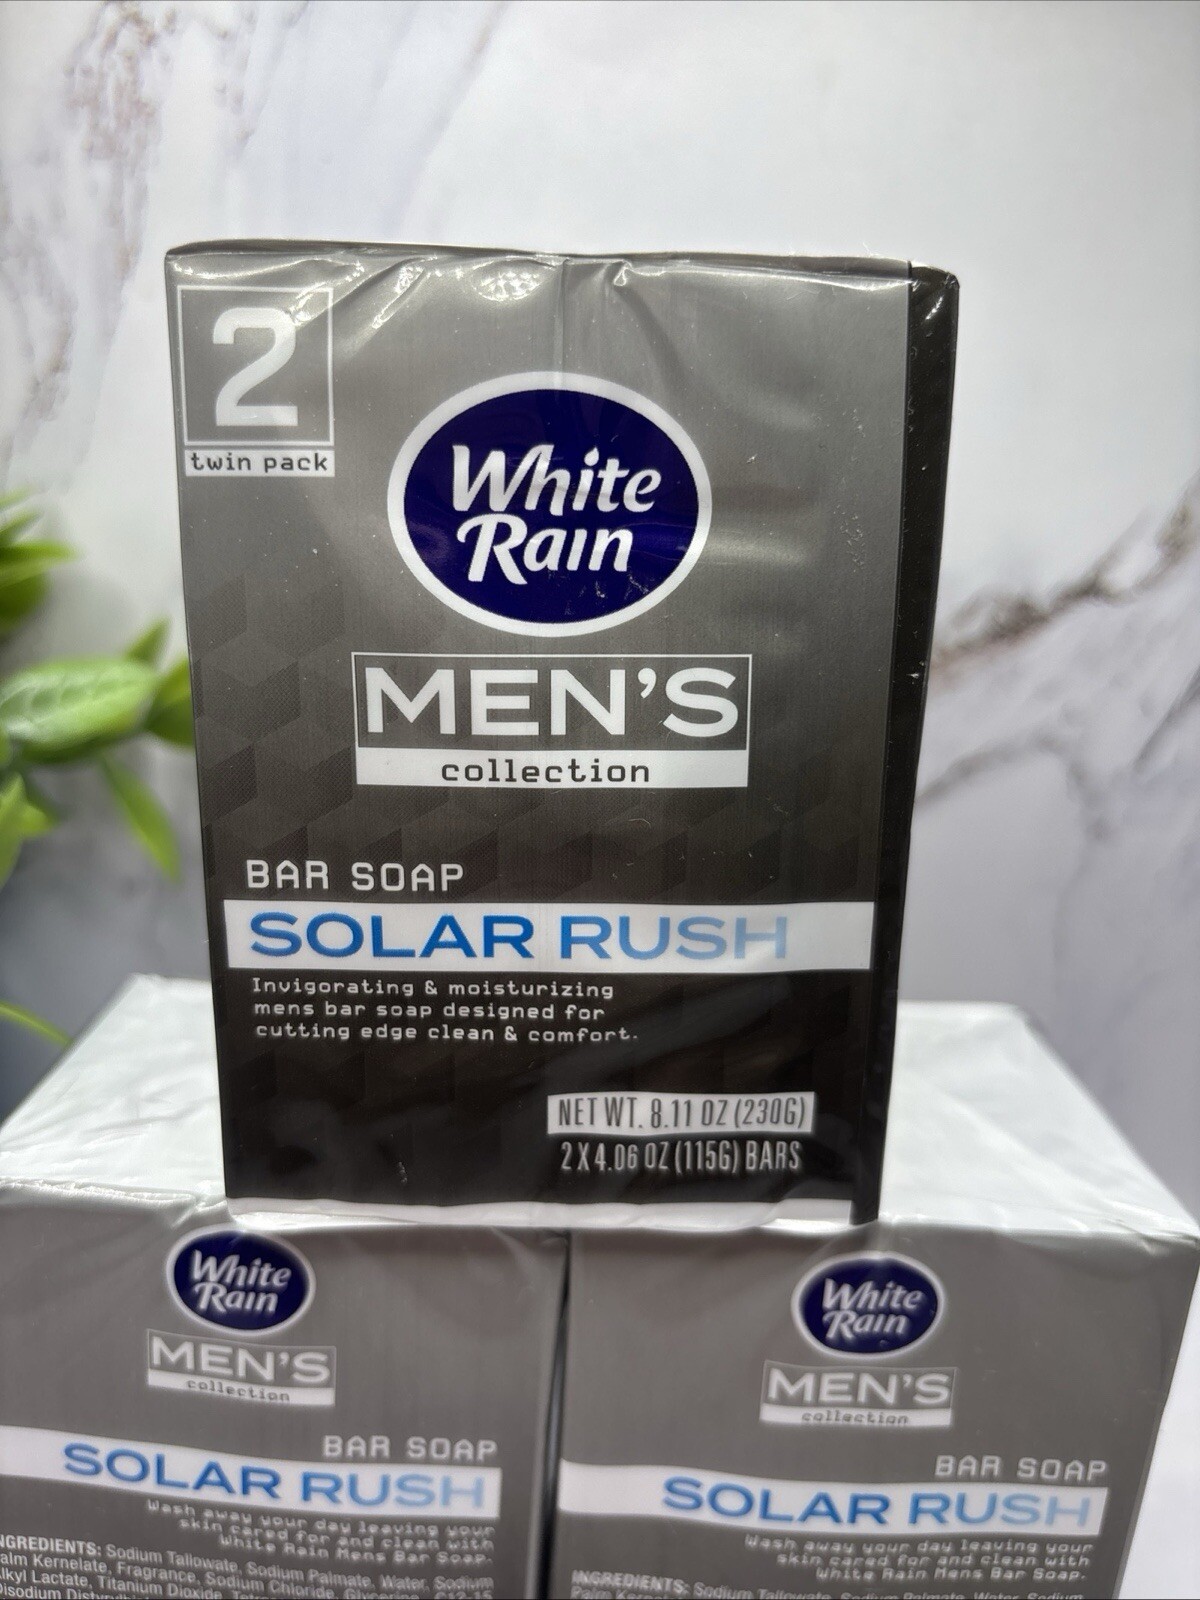 2
twin pack
White
Rain
MEN'S
collection
BAR SOAP
SOLAR RUSH
Invigorating & moisturizing
mens bar soap designed for
cutting edge clean & comfort.
NET WT. 8.11 OZ (230G)
2 X 4.06 OZ (115G) BARS
White
Rain
MEN'S
collection
BAR SOAP
SOLAR RUSH
Wash away your day leaving your
skin cared for and clean with
White Rain Mens Bar Soap.
NGREDIENTS: Sodium Tallowate, Sodium Palmate, Water, Sodium
alm Kernelate, Fragrance, Sodium Chloride, Glycerine, C12-15
lkyl Lactate, Titanium Dioxide,
White
Rain
MEN'S
collection
BAR SOAP
SOLAR RUSH
Wash away your day leaving your
skin cared for and clean with
White Rain Mens Bar Soap.
INGREDIENTS: Sodium Tallowate, Sodium Palmate, Water, Sodium